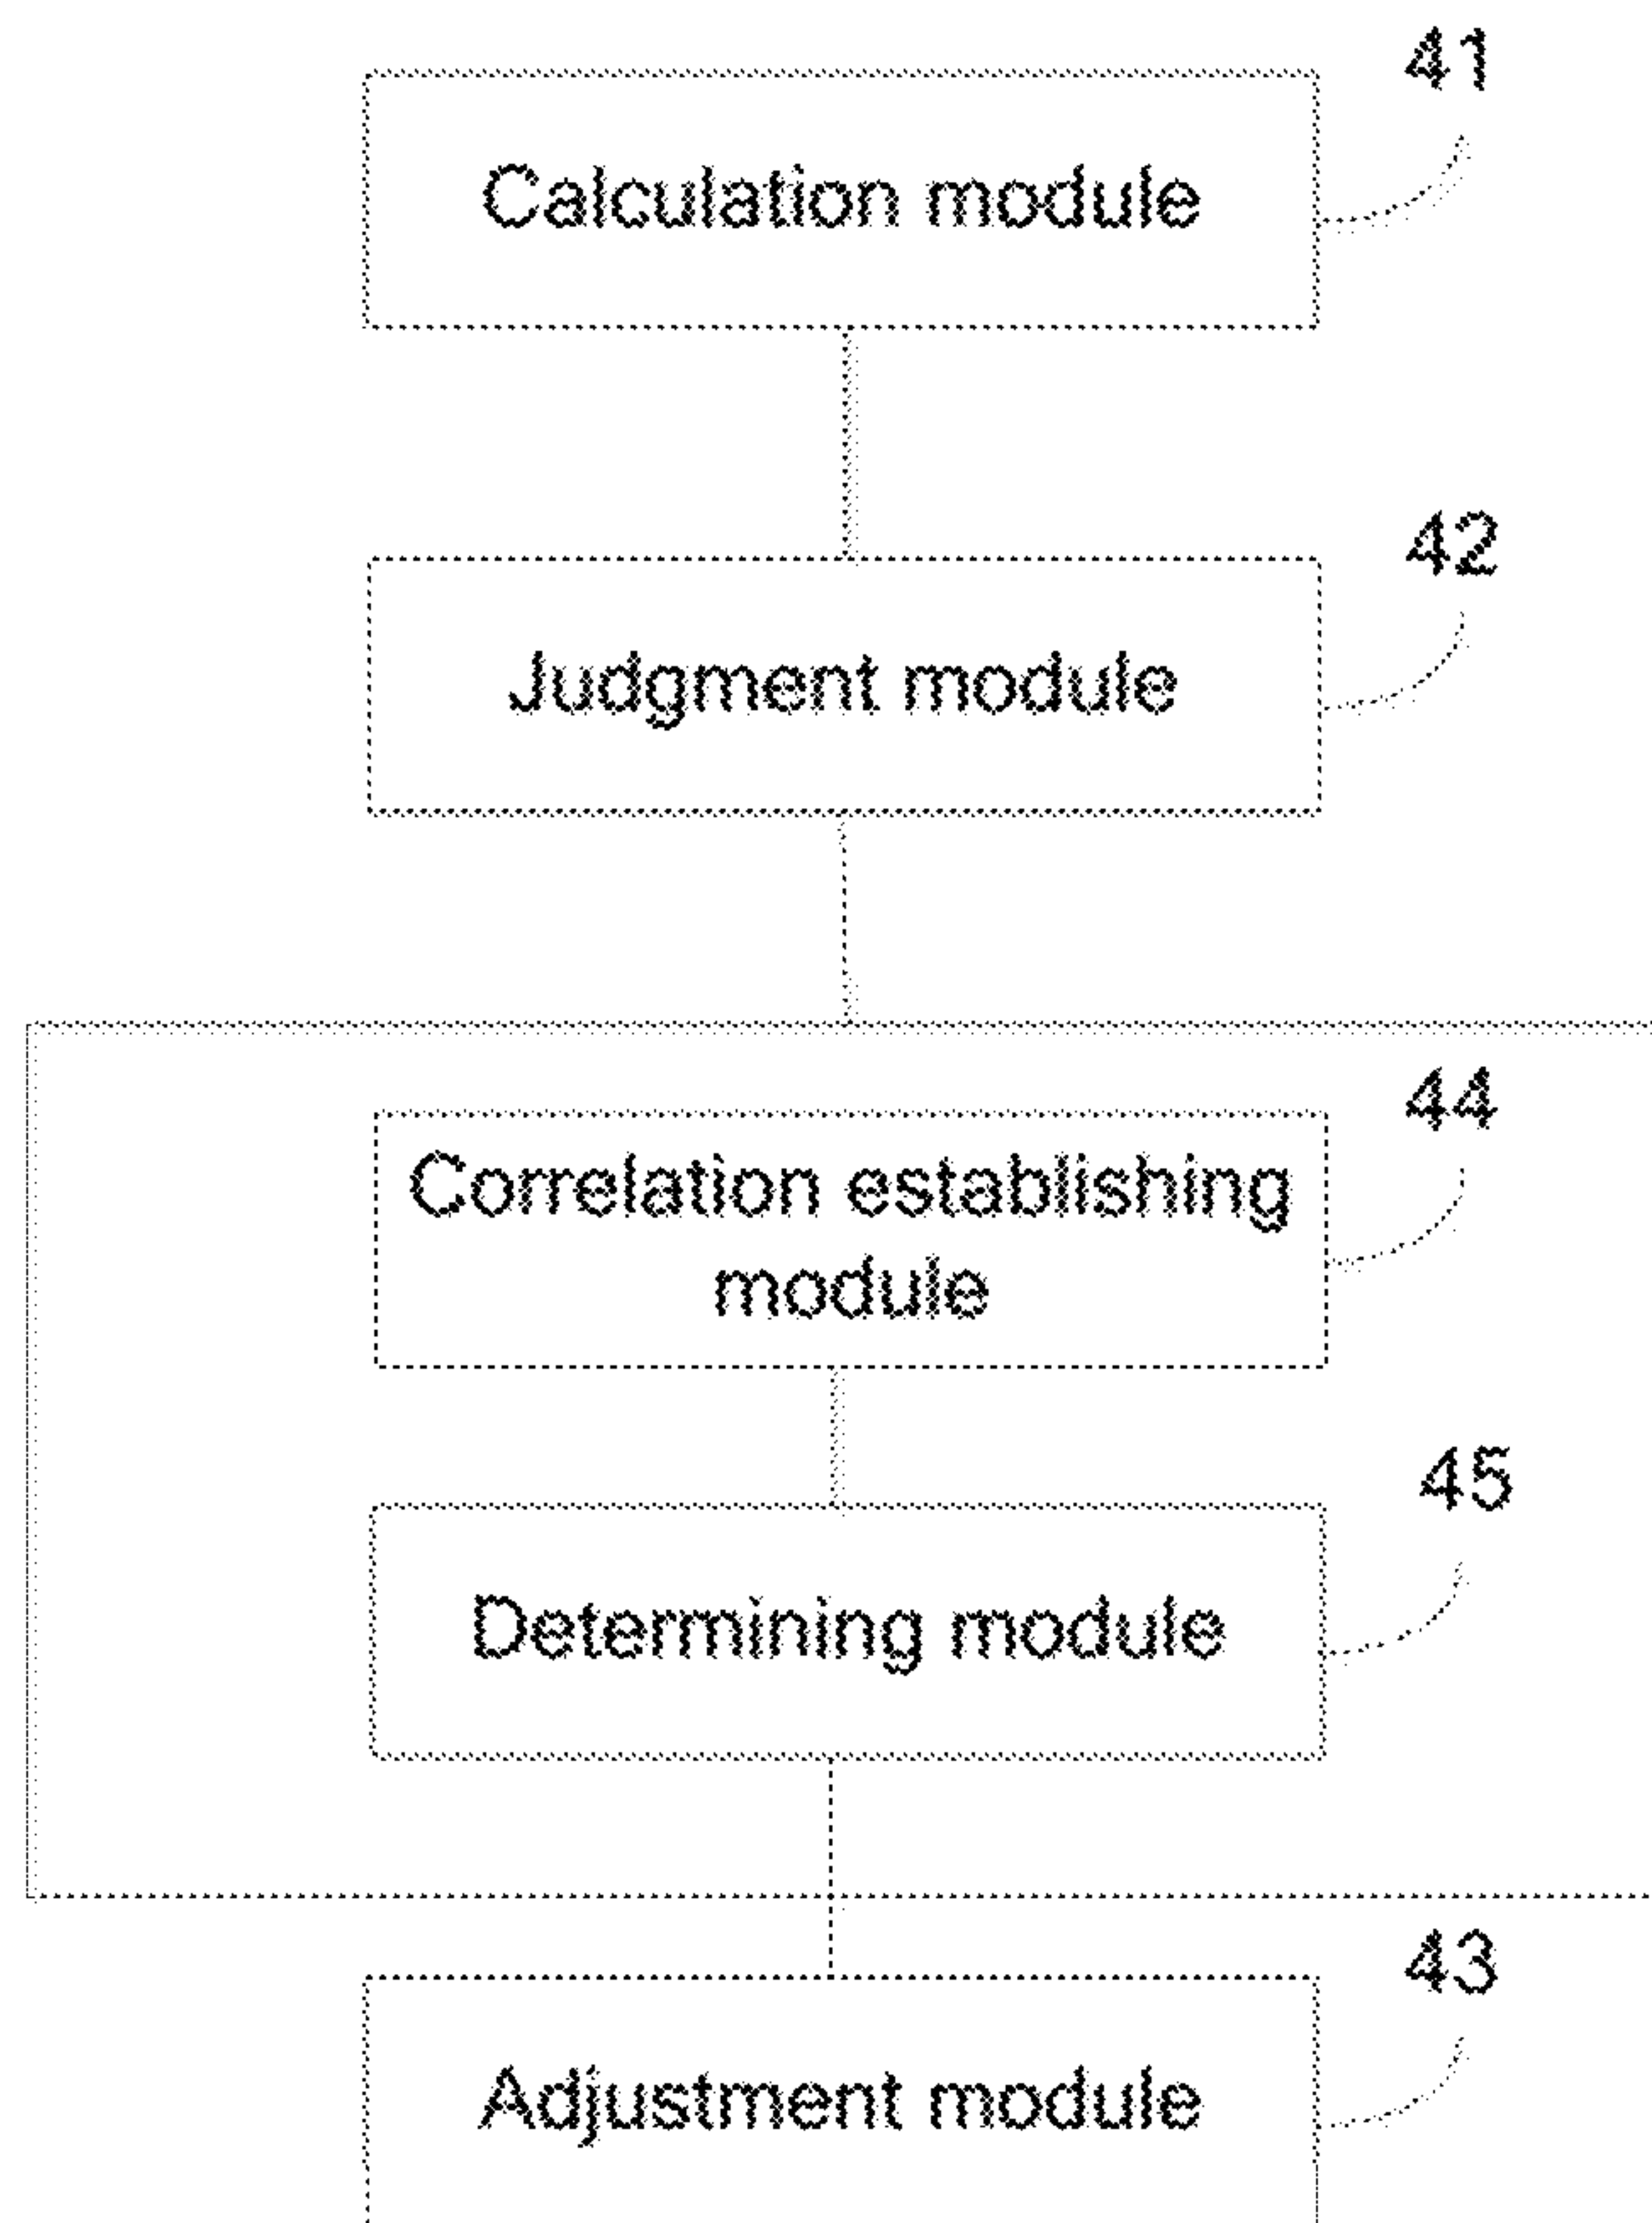 41
Calculation module
42
Judgment module
44
Correlation establishing
module
45
Determining module
43
Adjustment module